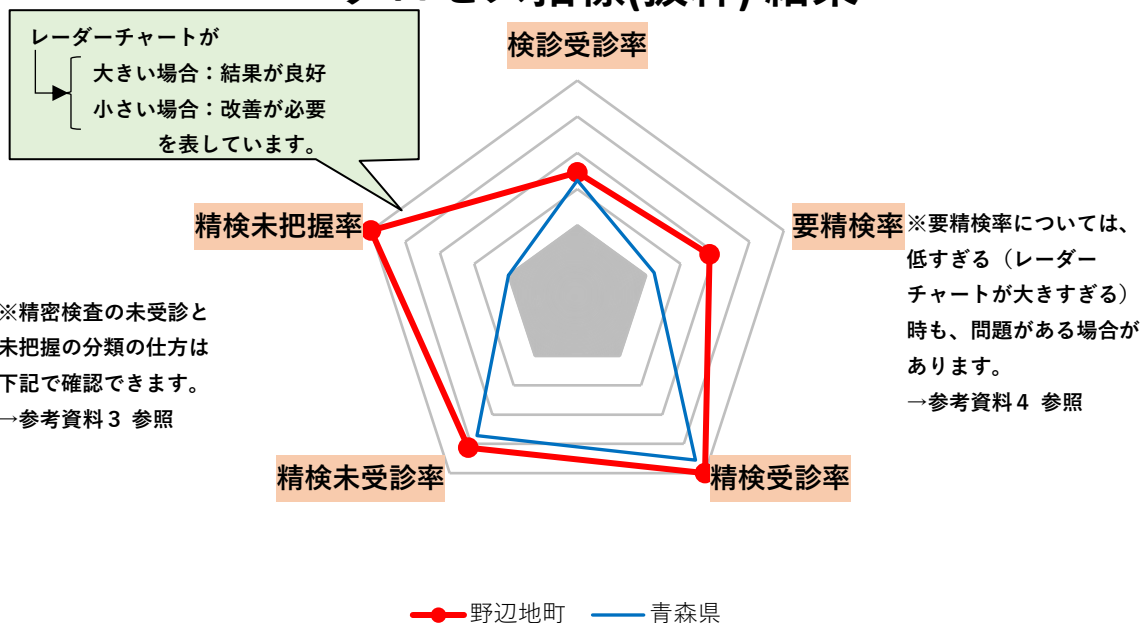 指標(抜粋) 結果
レーダーチャートが
大きい場合：結果が良好
小さい場合：改善が必要
を表しています。
検診受診率
精検未把握率
要精検率
※要精検率については、
低すぎる（レーダー
チャートが大きすぎる）
時も、問題がある場合が
あります。
→参考資料４ 参照
※精密検査の未受診と
未把握の分類の仕方は
下記で確認できます。
→参考資料３ 参照
精検未受診率
精検受診率
野辺地町
青森県